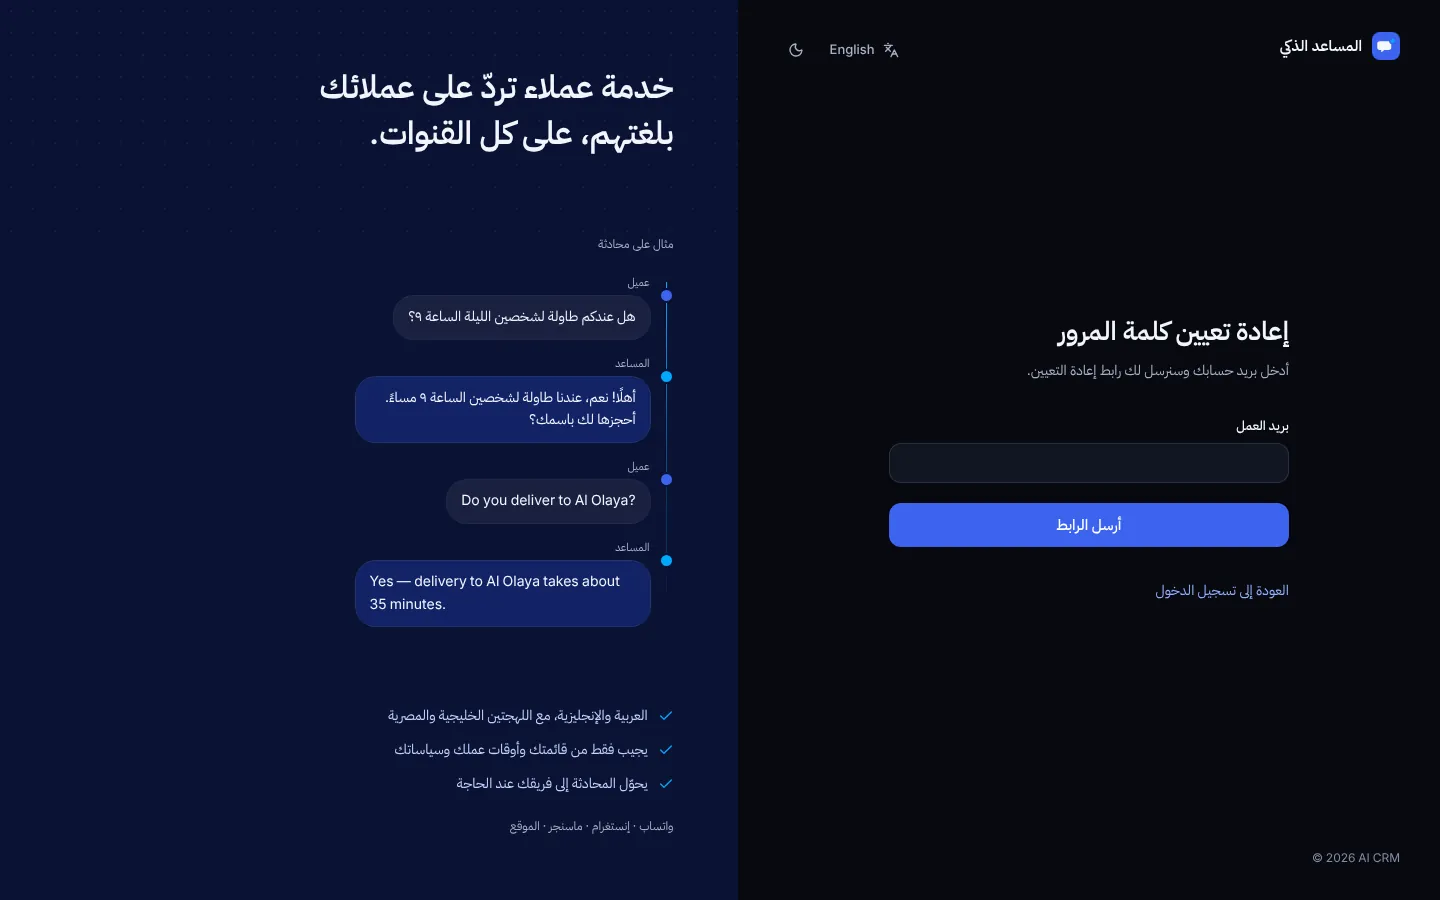 المساعد الذكي
English
إعادة تعيين كلمة المرور
أدخل بريد حسابك وسنرسل لك رابط إعادة التعيين.
بريد العمل
أرسل الرابط
العودة إلى تسجيل الدخول
© 2026 AI CRM
خدمة عملاء تردّ على عملائك
بلغتهم، على كل القنوات.
مثال على محادثة
عميل
هل عندكم طاولة لشخصين الليلة الساعة ٩؟
المساعد
أهلًا! نعم، عندنا طاولة لشخصين الساعة ٩ مساءً.
أحجزها لك باسمك؟
عميل
Do you deliver to Al Olaya?
المساعد
Yes — delivery to Al Olaya takes about
35 minutes.
العربية والإنجليزية، مع اللهجتين الخليجية والمصرية
يجيب فقط من قائمتك وأوقات عملك وسياساتك
يحوّل المحادثة إلى فريقك عند الحاجة
واتساب · إنستغرام · ماسنجر · الموقع